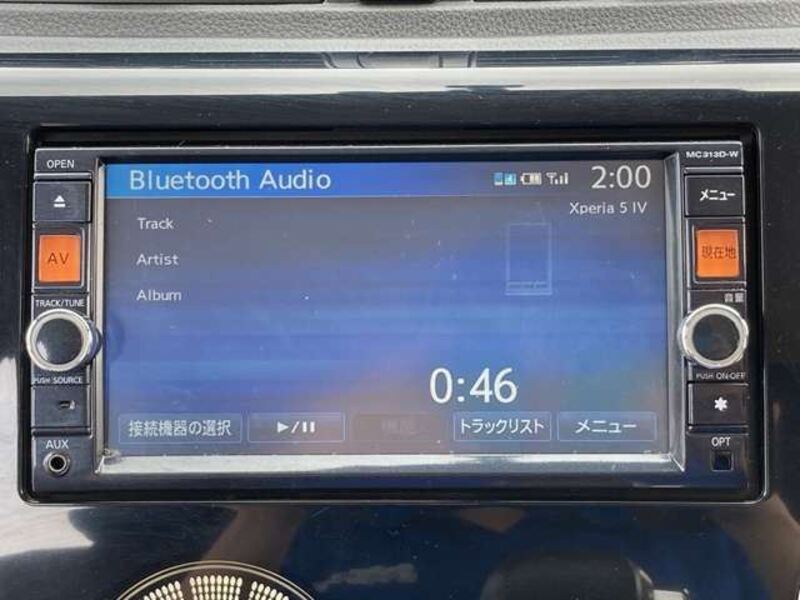 OPEN
MC313D-W
Bluetooth Audio
2:00
メニュー
Xperia 5 IV
Track
AV
Artist
現在地
Album
TRACK/TUNE
音量
0:46
PUSH SOURCE
PUSH ON-OFF
接続機器の選択
▶/II
トラックリスト
メニュー
AUX
OPT